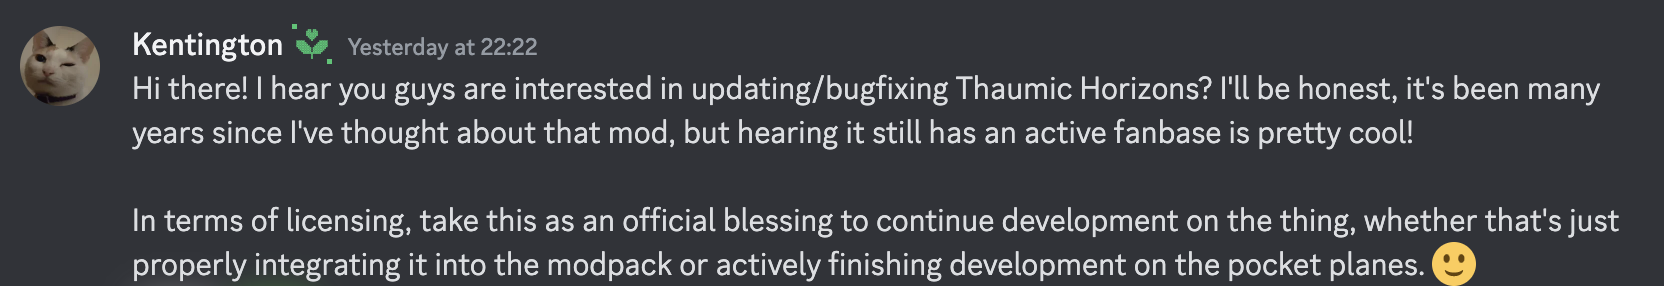 Kentington Yesterday at 22:22
Hi there! I hear you guys are interested in updating/bugfixing Thaumic Horizons? I'll be honest, it's been many
years since I've thought about that mod, but hearing it still has an active fanbase is pretty cool!
In terms of licensing, take this as an official blessing to continue development on the thing, whether that's just
properly integrating it into the modpack or actively finishing development on the pocket planes. 🙂